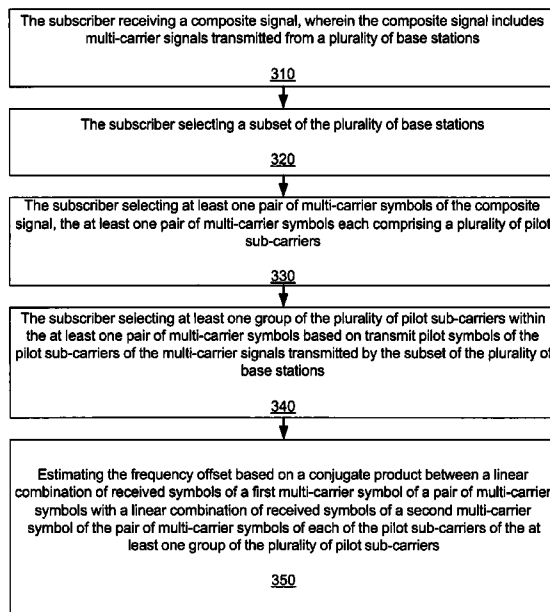 The subscriber receiving a composite signal, wherein the composite signal includes
multi-carrier signals transmitted from a plurality of base stations
310
The subscriber selecting a subset of the plurality of base stations
320
The subscriber selecting at least one pair of multi-carrier symbols of the composite
signal, the at least one pair of multi-carrier symbols each comprising a plurality of pilot
sub-carriers
330
The subscriber selecting at least one group of the plurality of pilot sub-carriers within
the at least one pair of multi-carrier symbols based on transmit pilot symbols of the
pilot sub-carriers of the multi-carrier signals transmitted by the subset of the plurality of
base stations
340
Estimating the frequency offset based on a conjugate product between a linear
combination of received symbols of a first multi-carrier symbol of a pair of multi-carrier
symbols with a linear combination of received symbols of a second multi-carrier
symbol of the pair of multi-carrier symbols of each of the pilot sub-carriers of the at
least one group of the plurality of pilot sub-carriers
350